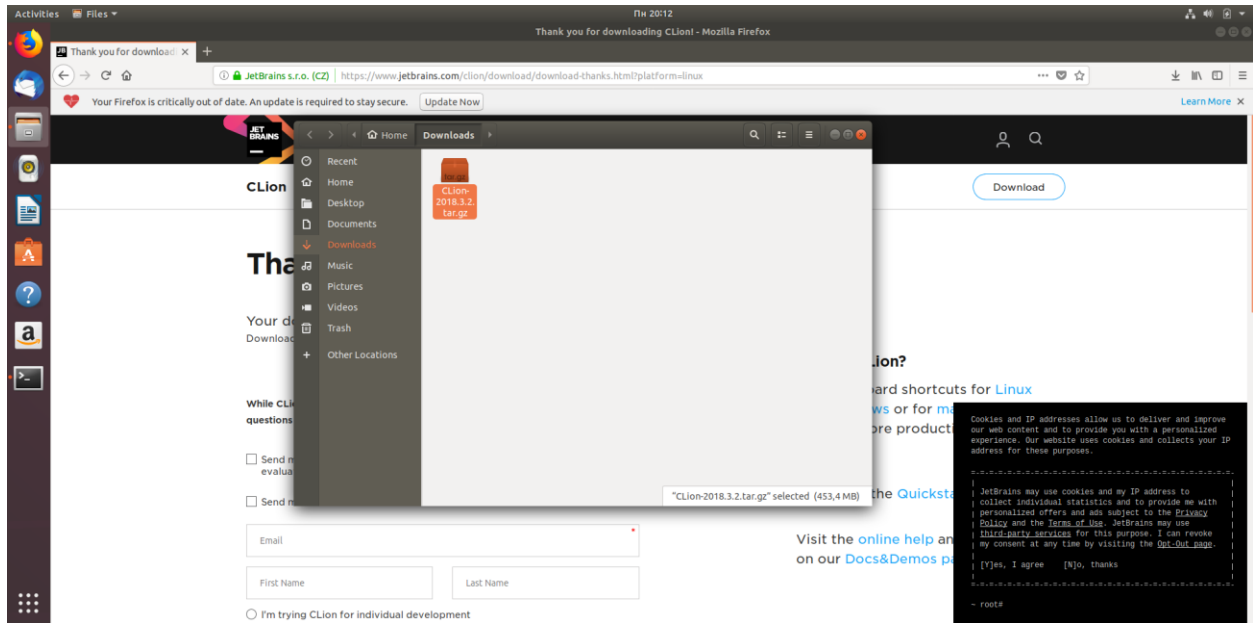 Activities Files
Пн 20:12
Thank you for downloading CLion! - Mozilla Firefox
Thank you for download
JetBrains s.r.o. (CZ) https://www.jetbrains.com/clion/download/download-thanks.html?platform=linux
Your Firefox is critically out of date. An update is required to stay secure. Update Now
Learn More
JET
BRAINS
CLion
Download
Home Downloads
Recent
Home
Desktop
Documents
Downloads
Music
Pictures
Videos
Trash
Other Locations
tar.gz
CLion-
2018.3.2.
tar.gz
"CLion-2018.3.2.tar.gz" selected (453,4 MB)
Tha
Your d
Downloa
While CLi
questions
Send m
evalua
Send m
Email *
First Name Last Name
I'm trying CLion for individual development
Lion?
ard shortcuts for Linux
ws or for ma
ore producti
the Quicksta
Visit the online help an
on our Docs&Demos pa
Cookies and IP addresses allow us to deliver and improve
our web content and to provide you with a personalized
experience. Our website uses cookies and collects your IP
address for these purposes.
JetBrains may use cookies and my IP address to
collect individual statistics and to provide me with
personalized offers and ads subject to the Privacy
Policy and the Terms of Use. JetBrains may use
third-party services for this purpose. I can revoke
my consent at any time by visiting the Opt-Out page.
[Y]es, I agree [N]o, thanks
~ root#